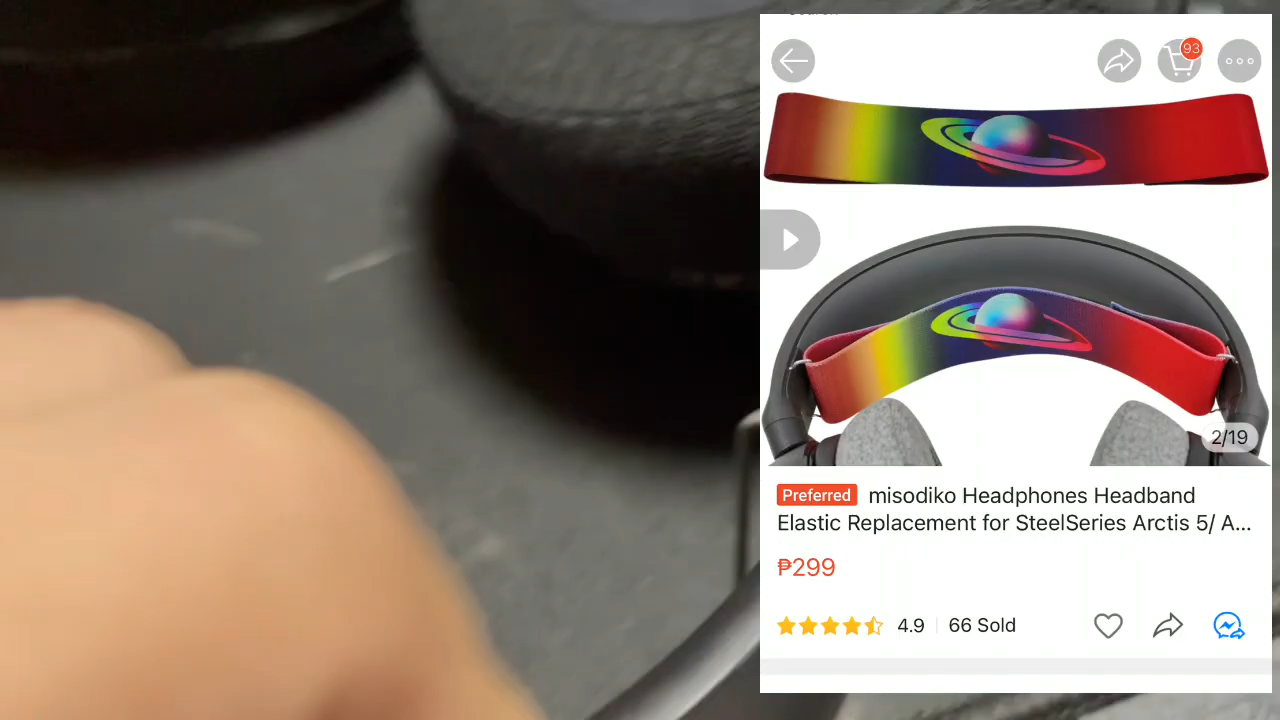 93
2/19
Preferred misodiko Headphones Headband
Elastic Replacement for SteelSeries Arctis 5/ A...
₱299
4.9 66 Sold